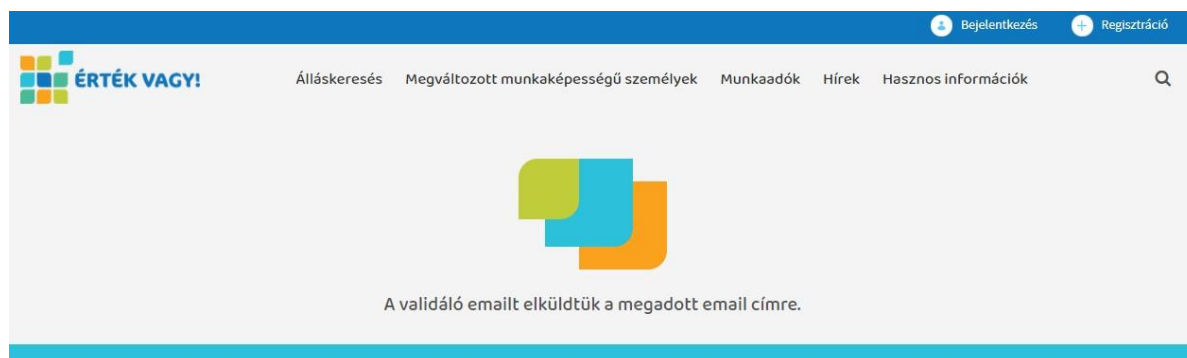 Bejelentkezés Regisztráció
ÉRTÉK VAGY! Álláskeresés Megváltozott munkaképességű személyek Munkaadók Hírek Hasznos információk
A validáló emailt elküldtük a megadott email címre.